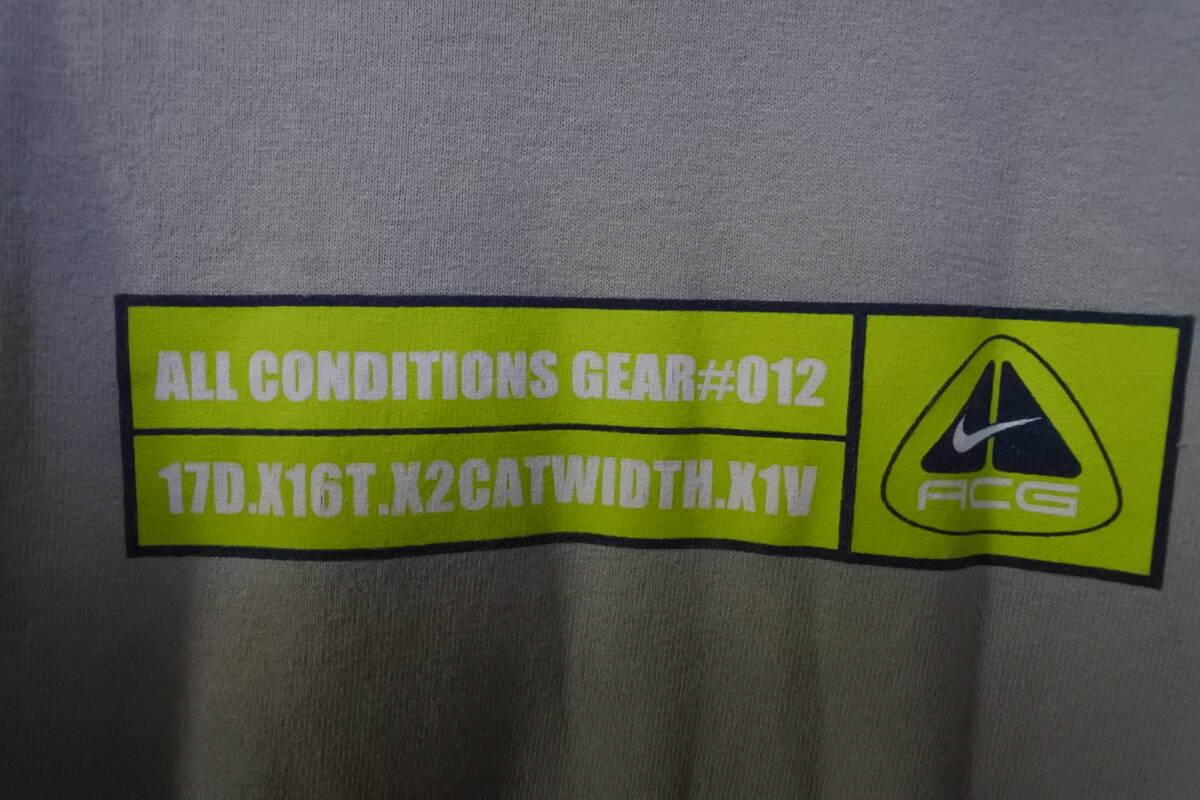 ALL CONDITIONS GEAR#012
17D.X16T.X2CATWIDTH.X1V
ACG